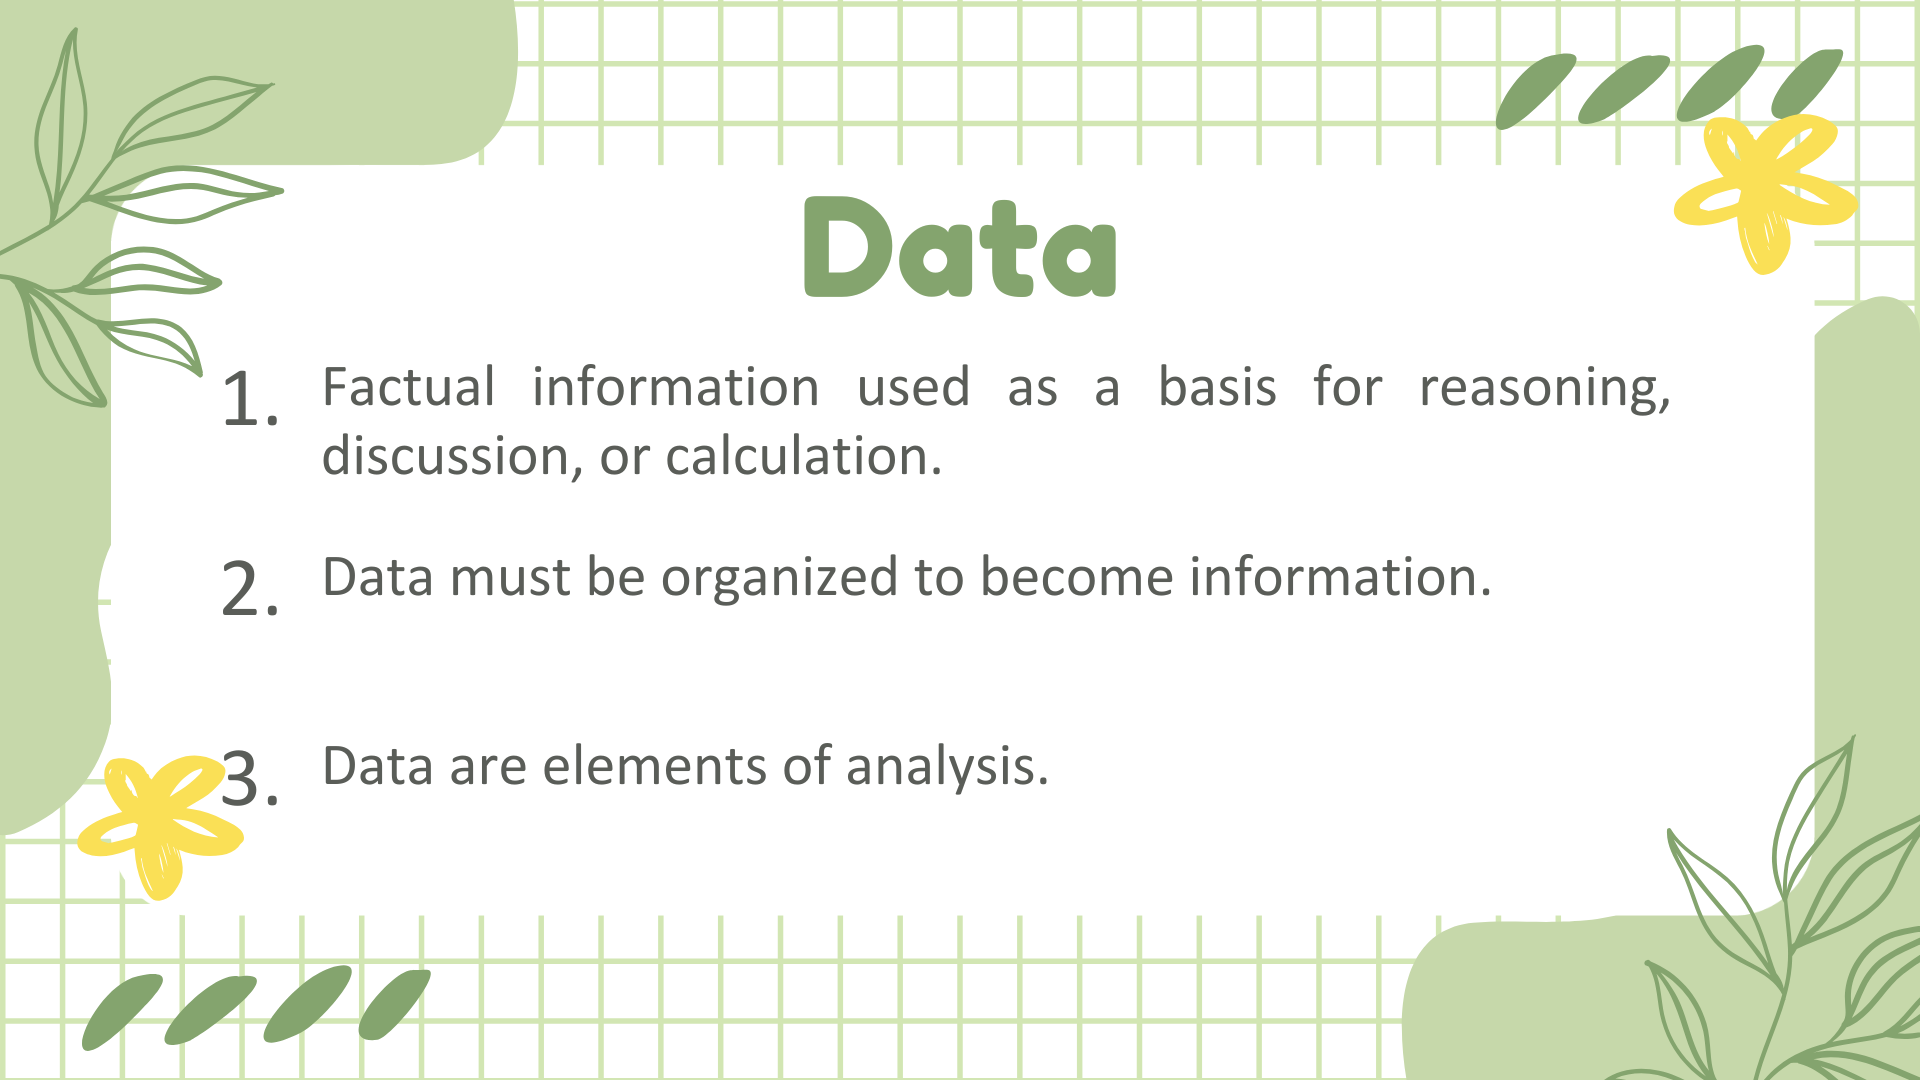 Data
1. Factual information used as a basis for reasoning,
discussion, or calculation.
2. Data must be organized to become information.
3. Data are elements of analysis.